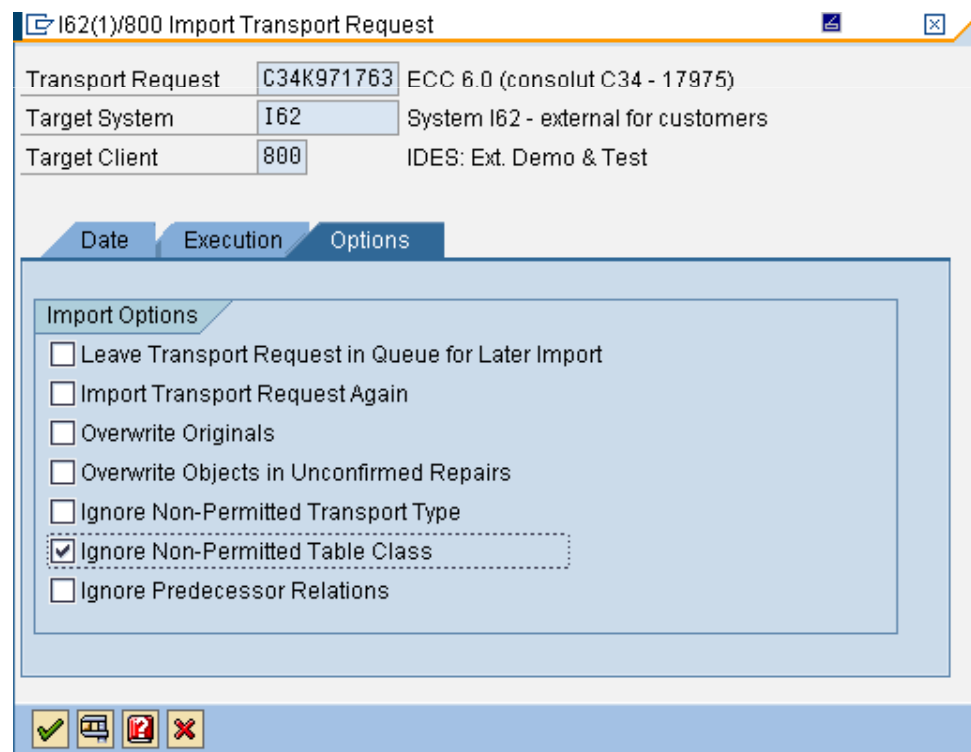 I62(1)/800 Import Transport Request
Transport Request C34K971763 ECC 6.0 (consolut C34 - 17975)
Target System I62 System I62 - external for customers
Target Client 800 IDES: Ext. Demo & Test
Date Execution Options
Import Options
Leave Transport Request in Queue for Later Import
Import Transport Request Again
Overwrite Originals
Overwrite Objects in Unconfirmed Repairs
Ignore Non-Permitted Transport Type
Ignore Non-Permitted Table Class
Ignore Predecessor Relations